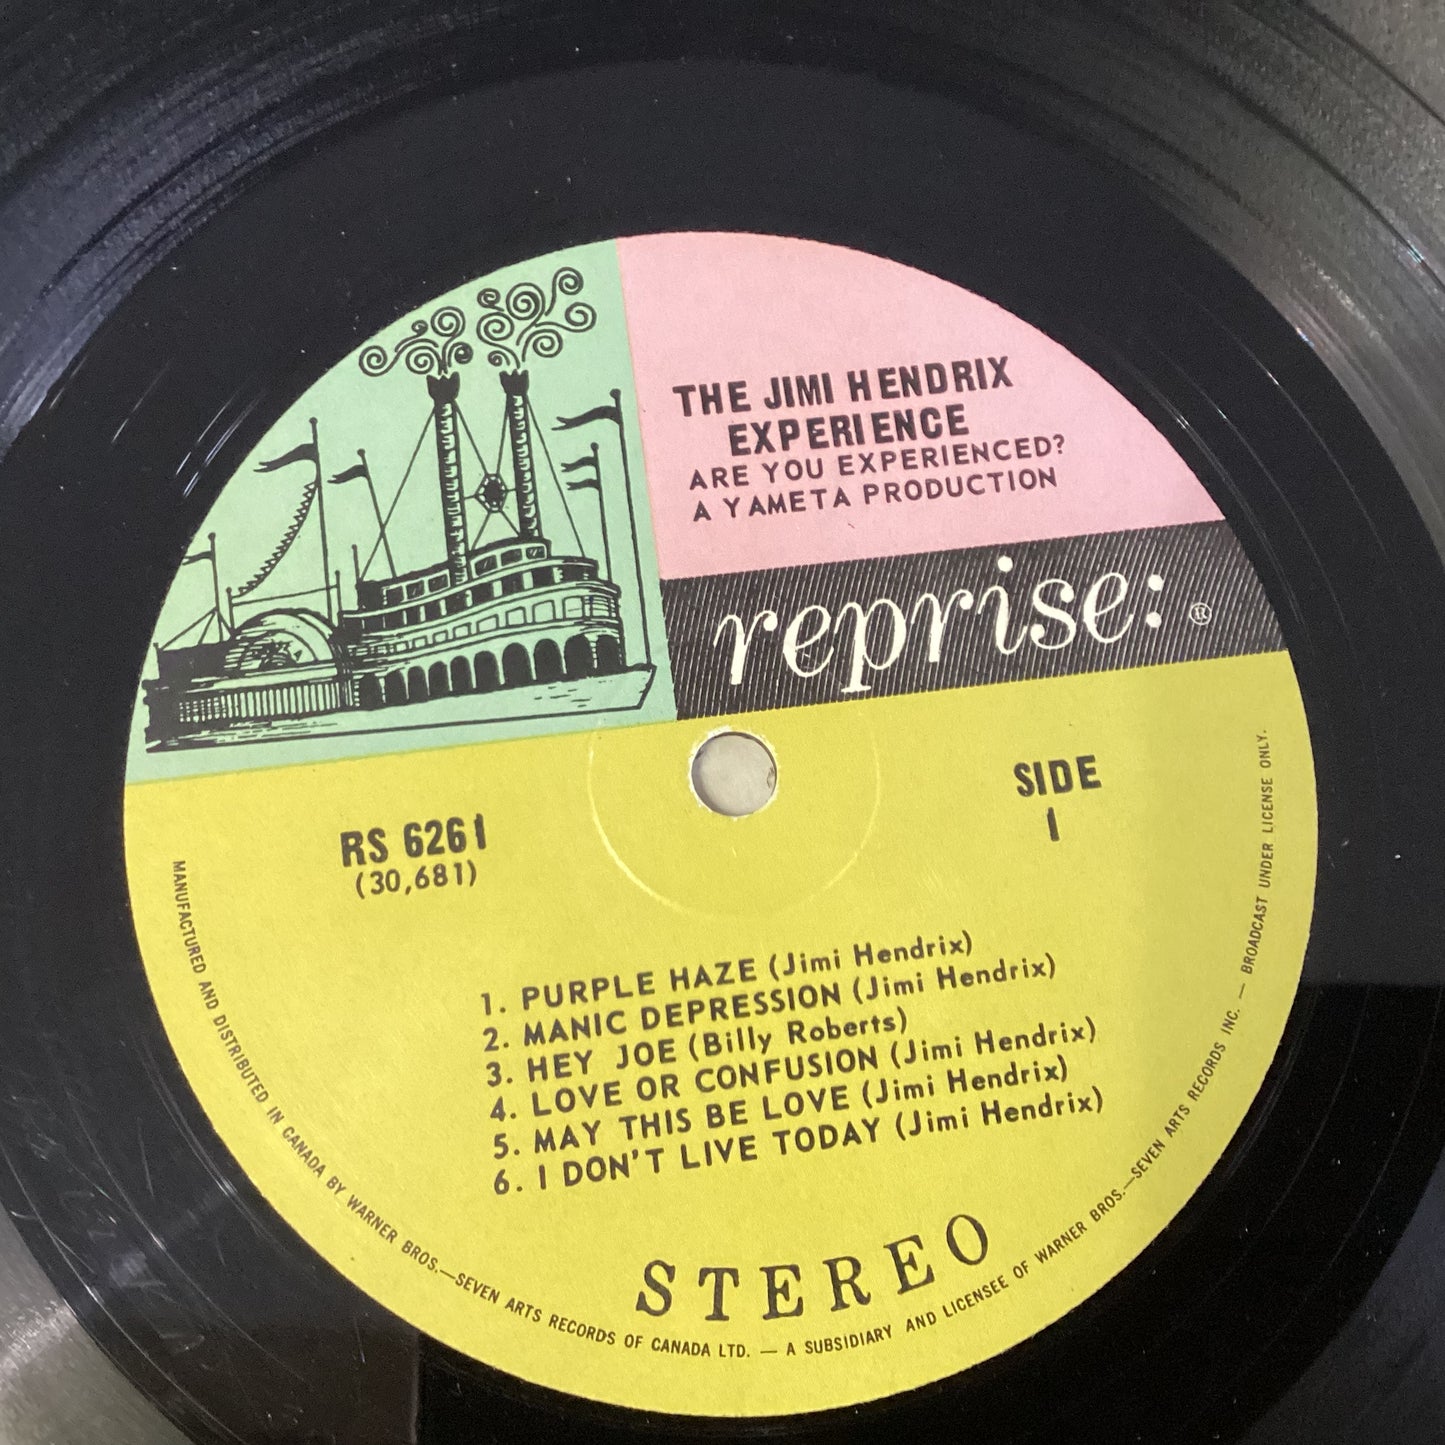 THE JIMI HENDRIX
EXPERIENCE
ARE YOU EXPERIENCED?
A YAMETA PRODUCTION
reprise: ®
SIDE
1
RS 6261
(30,681)
1. PURPLE HAZE (Jimi Hendrix)
2. MANIC DEPRESSION (Jimi Hendrix)
3. HEY JOE (Billy Roberts)
4. LOVE OR CONFUSION (Jimi Hendrix)
5. MAY THIS BE LOVE (Jimi Hendrix)
6. I DON'T LIVE TODAY (Jimi Hendrix)
STEREO
MANUFACTURED AND DISTRIBUTED IN CANADA BY WARNER BROS.—SEVEN ARTS RECORDS OF CANADA LTD. — A SUBSIDIARY AND LICENSEE OF WARNER BROS.—SEVEN ARTS RECORDS INC. — BROADCAST UNDER LICENSE ONLY.